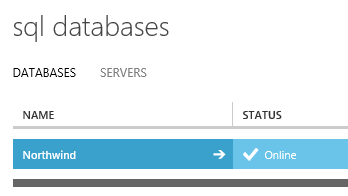 sql databases
DATABASES SERVERS
NAME STATUS
Northwind Online